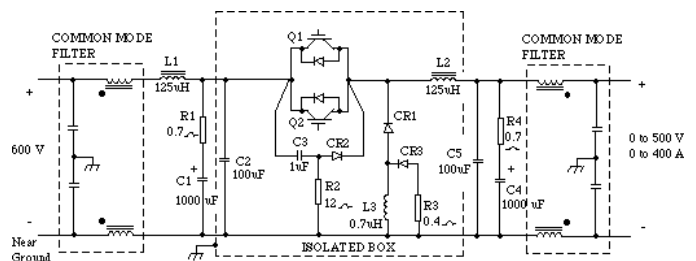 COMMON MODE
FILTER
L1
125uH
Q1
Q2
L2
125uH
COMMON MODE
FILTER
+
600 V
-
Near
Ground
R1
0.7
+
C1
1000 uF
C2
100uF
C3
1uF
CR2
R2
12
CR1
CR3
L3
0.7uH
R3
0.4
C5
100uF
R4
0.7
+
C4
1000 uF
+
0 to 500 V
0 to 400 A
-
ISOLATED BOX